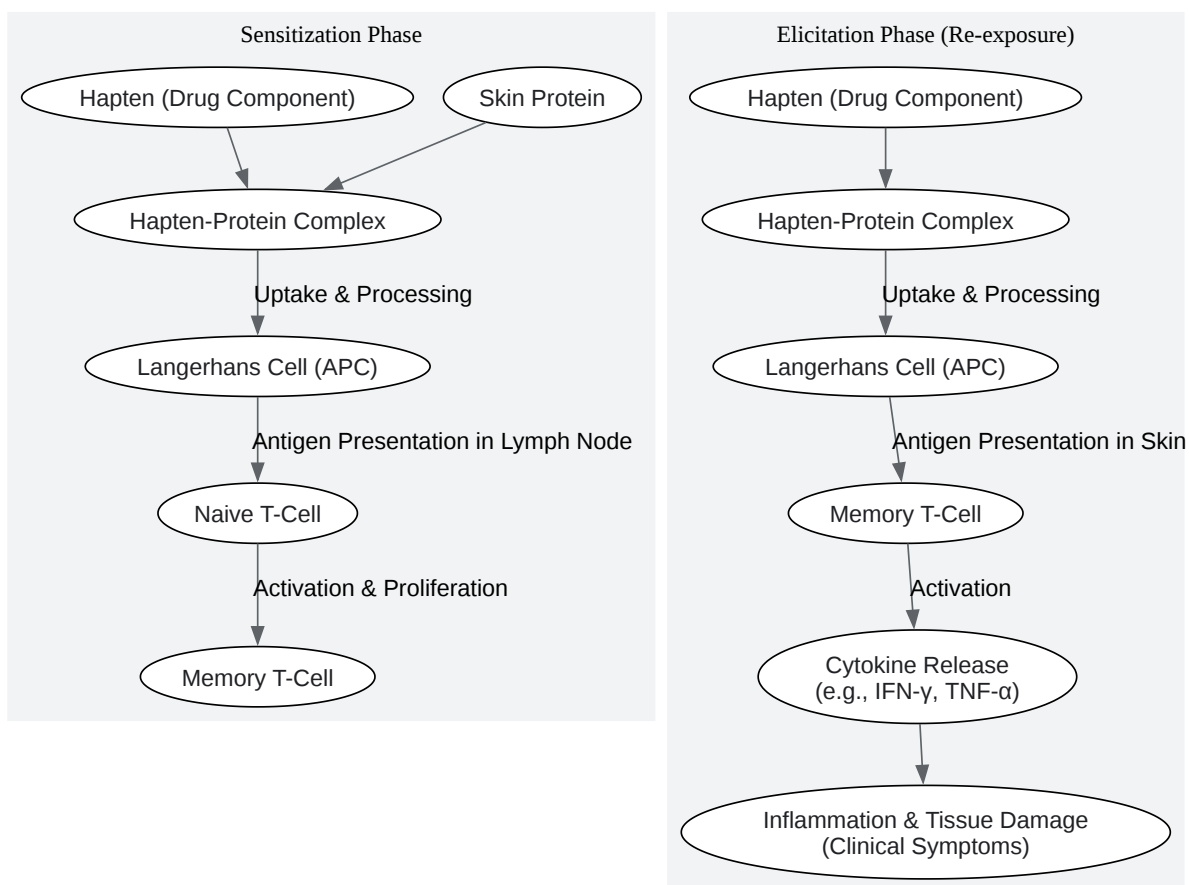 Sensitization Phase
Hapten (Drug Component)
Skin Protein
Hapten-Protein Complex
Uptake & Processing
Langerhans Cell (APC)
Antigen Presentation in Lymph Node
Naive T-Cell
Activation & Proliferation
Memory T-Cell
Elicitation Phase (Re-exposure)
Hapten (Drug Component)
Hapten-Protein Complex
Uptake & Processing
Langerhans Cell (APC)
Antigen Presentation in Skin
Memory T-Cell
Activation
Cytokine Release
(e.g., IFN-γ, TNF-α)
Inflammation & Tissue Damage
(Clinical Symptoms)